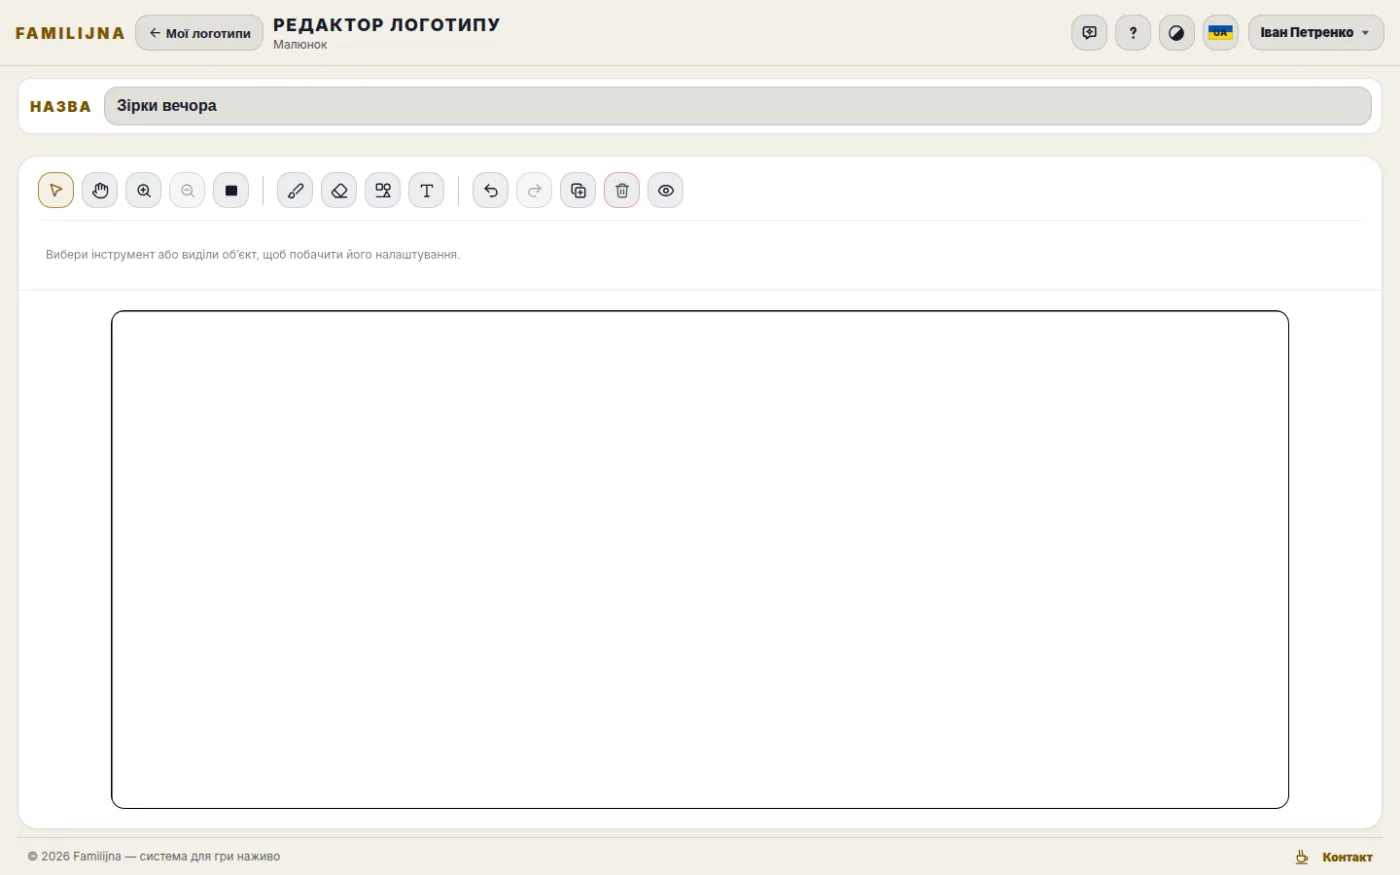 FAMILIJNA
← Мої логотипи
РЕДАКТОР ЛОГОТИПУ
Малюнок
?
UA
Іван Петренко
НАЗВА
Зірки вечора
T
Вибери інструмент або виділи об'єкт, щоб побачити його налаштування.
© 2026 Familijna — система для гри наживо
Контакт